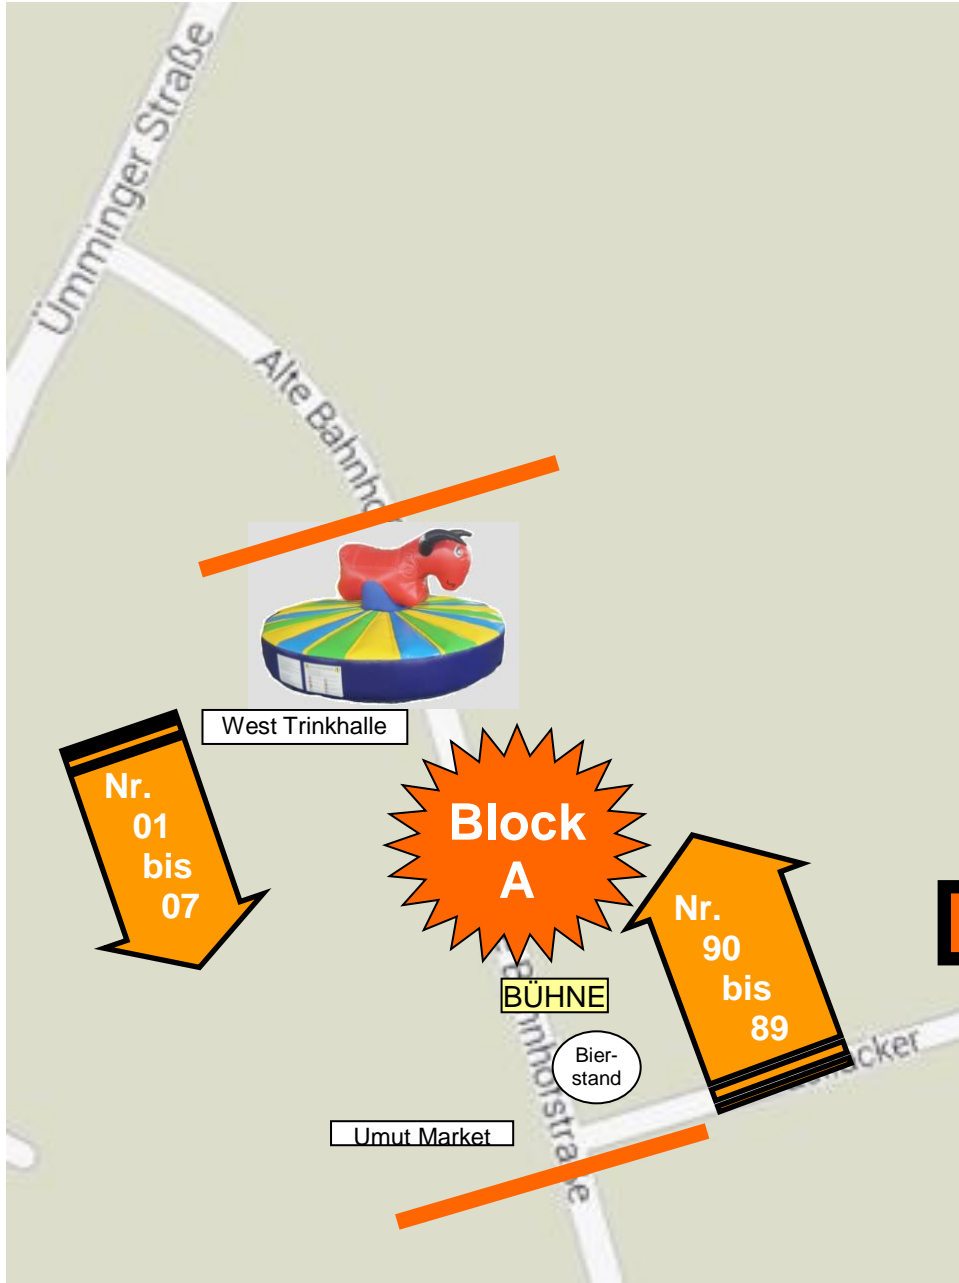 Ümminger Straße
Alte Bahnho
West Trinkhalle
Nr.
01
bis
07
Block
A
Nr.
90
bis
89
BÜHNE
Bier-
stand
Umut Market